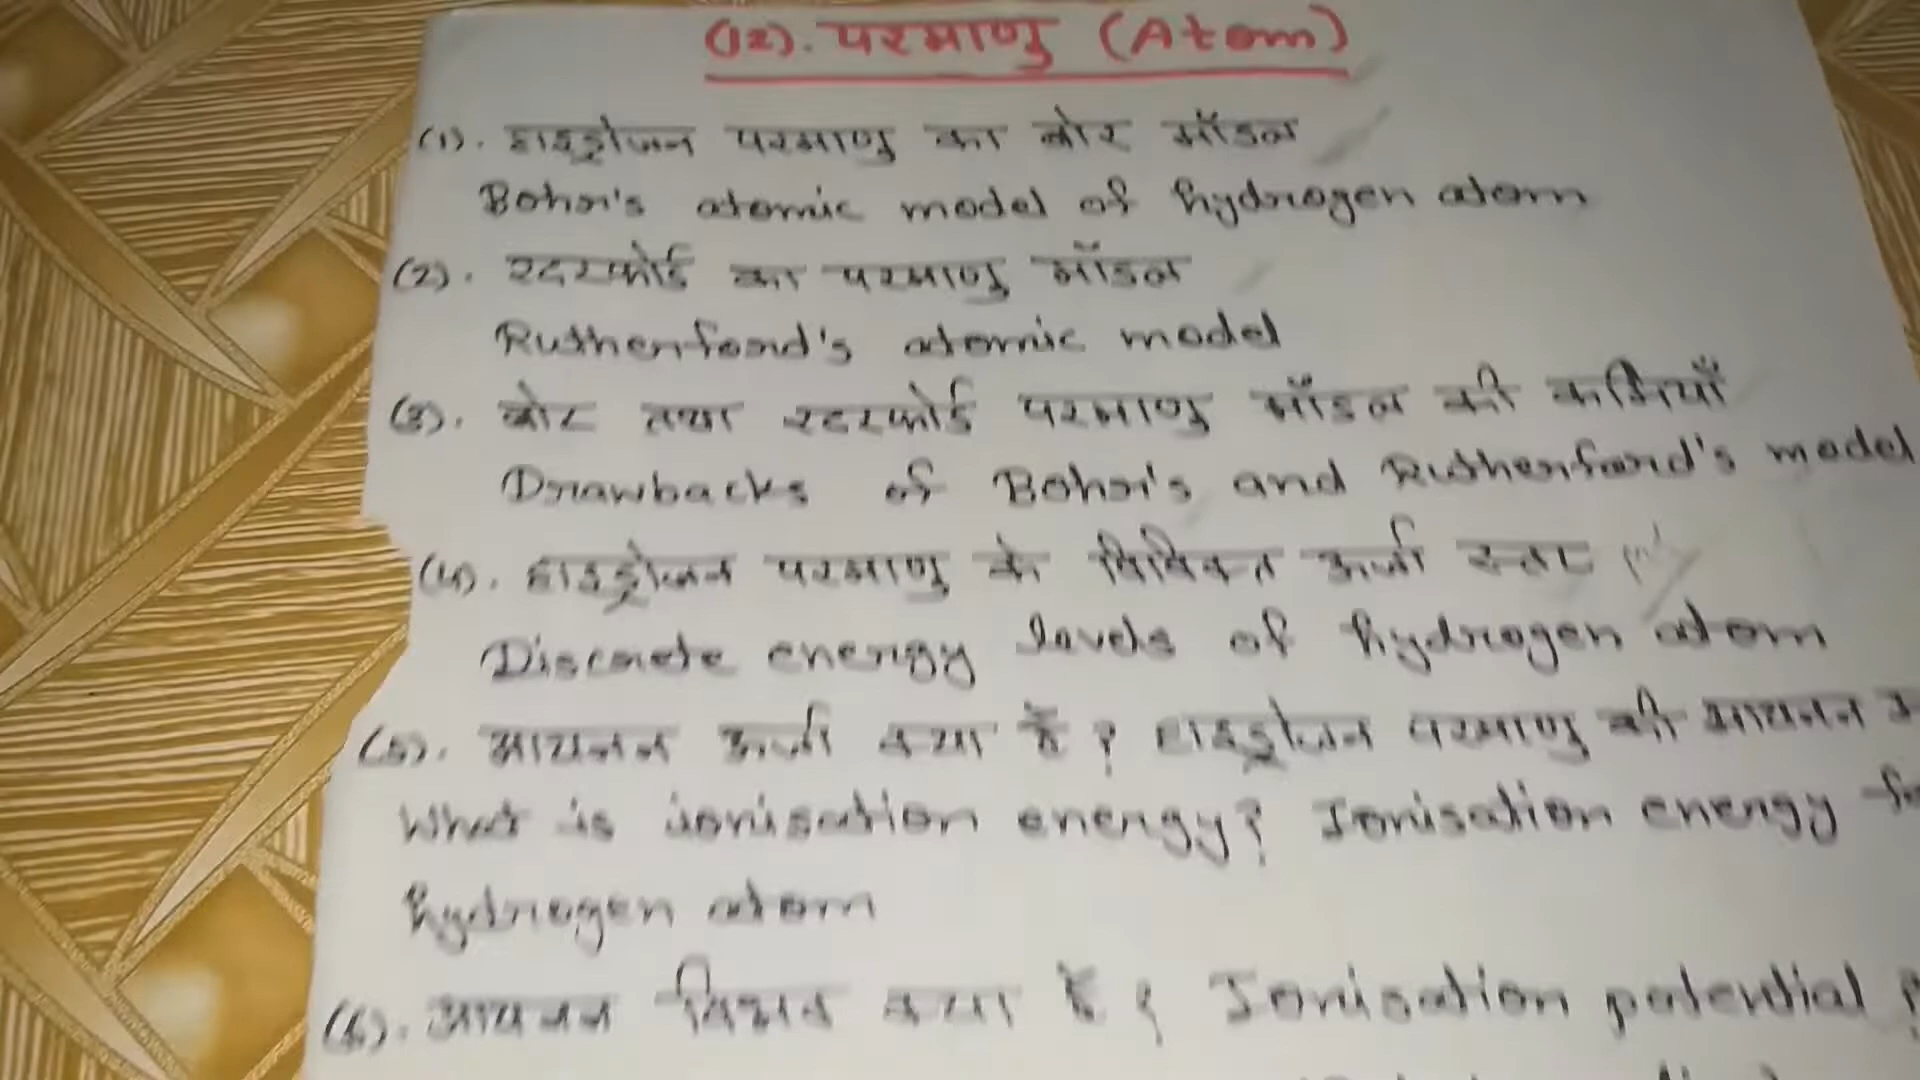 (12). परमाणु (Atom)
(1). हाइड्रोजन परमाणु का बोर मॉडल
Bohr's atomic model of hydrogen atom
(2). रदरफोर्ड का परमाणु मॉडल
Rutherford's atomic model
(3). बोर तथा रदरफोर्ड परमाणु मॉडल की कमियाँ
Drawbacks of Bohr's and Rutherford's model
(4). हाइड्रोजन परमाणु के विविक्त ऊर्जा स्तर
Discrete energy levels of hydrogen atom
(5). आयनन ऊर्जा क्या है? हाइड्रोजन परमाणु की आयनन
What is ionisation energy? Ionisation energy
hydrogen atom
(6). आयनन विभव क्या है? Ionisation potential ?